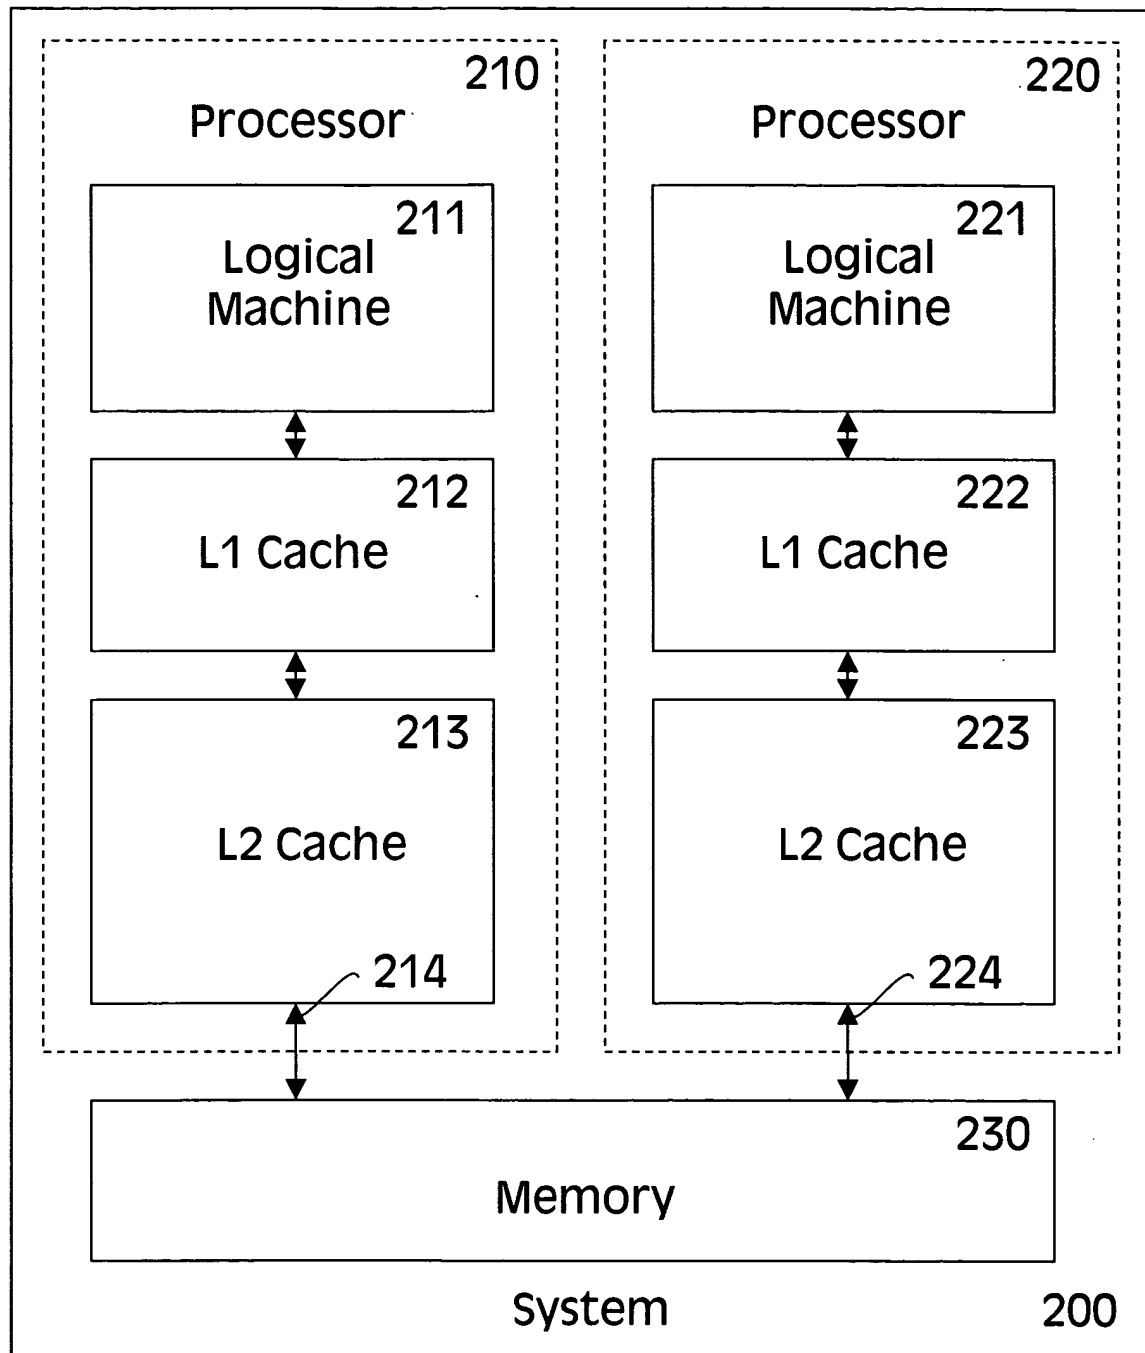 210
Processor
211
Logical
Machine
212
L1 Cache
213
L2 Cache
214
220
Processor
221
Logical
Machine
222
L1 Cache
223
L2 Cache
224
230
Memory
System
200